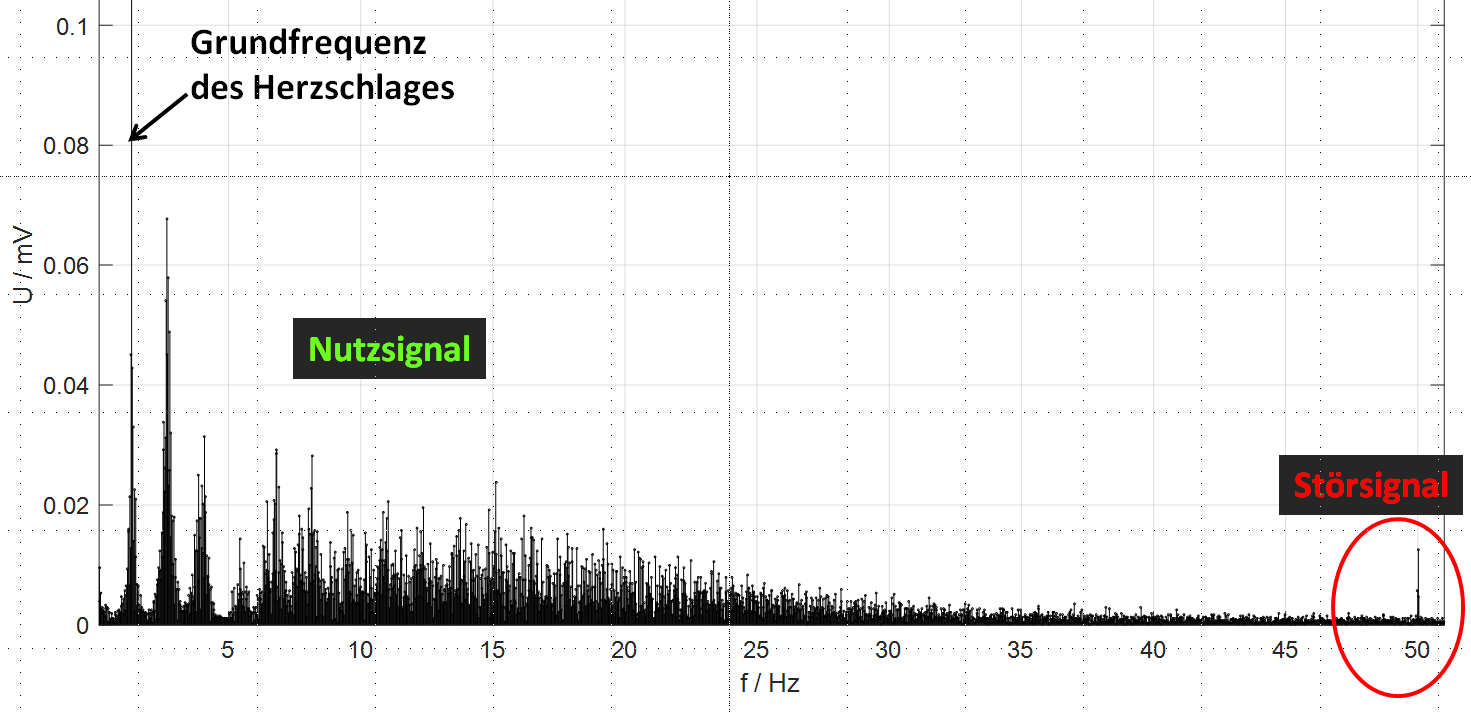 0.1
Grundfrequenz
des Herzschlages
0.08
U / mV
0.06
Nutzsignal
0.04
Störsignal
0.02
0
5 10 15 20 25 30 35 40 45 50
f / Hz